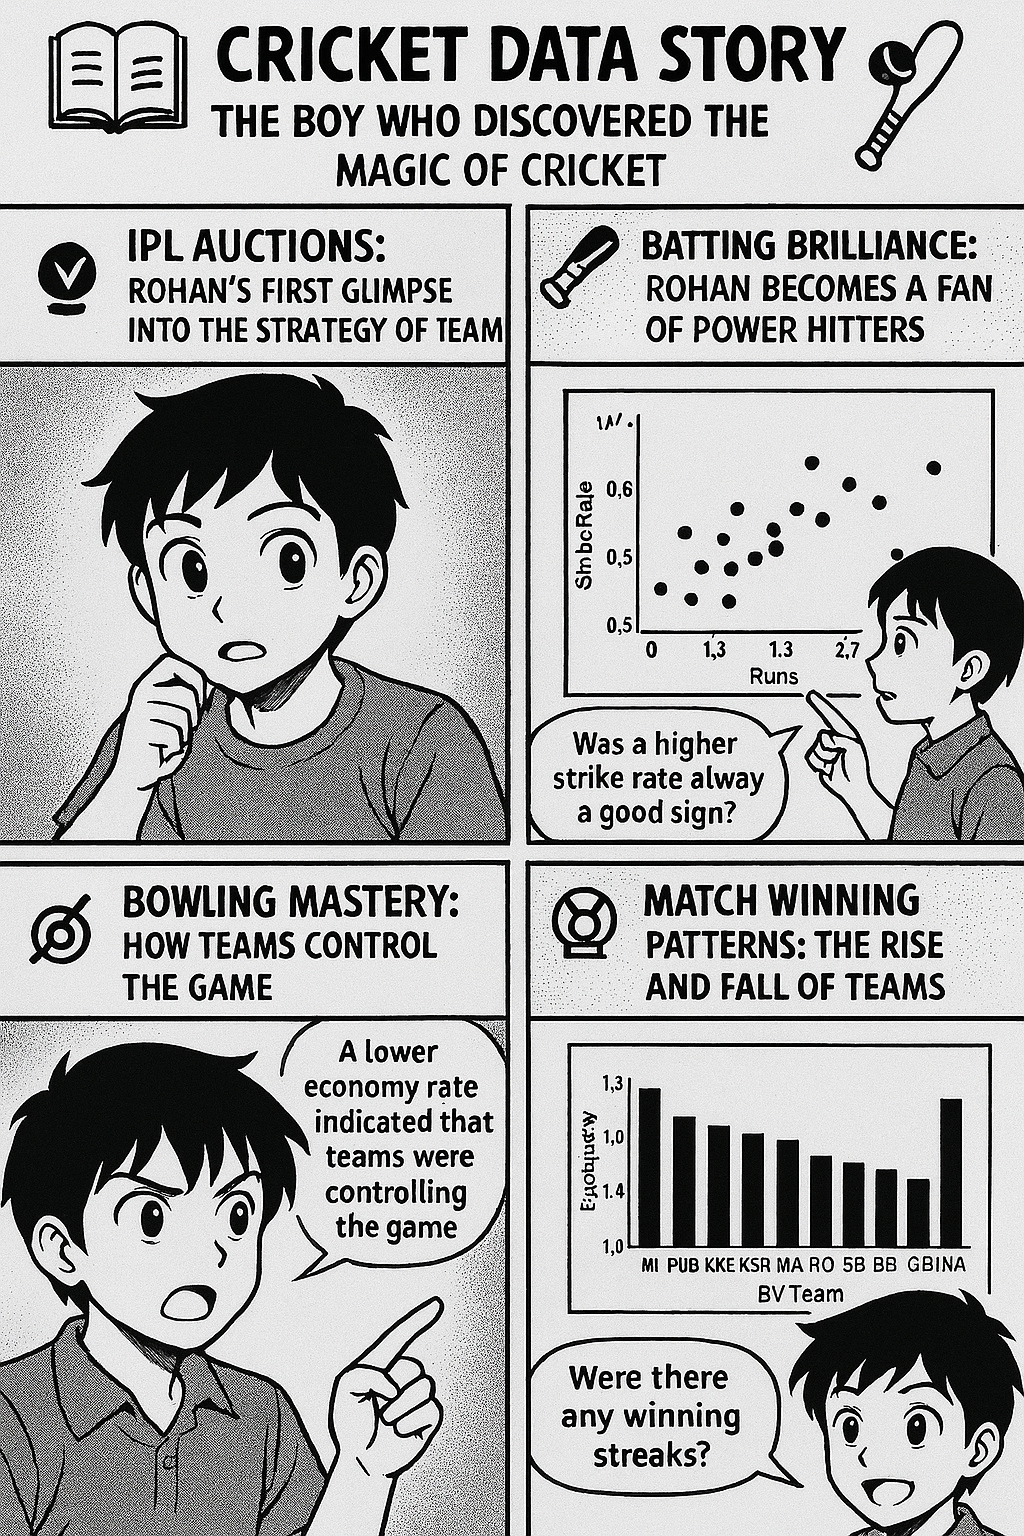 CRICKET DATA STORY
THE BOY WHO DISCOVERED THE
MAGIC OF CRICKET
IPL AUCTIONS:
ROHAN'S FIRST GLIMPSE
INTO THE STRATEGY OF TEAM
BATTING BRILLIANCE:
ROHAN BECOMES A FAN
OF POWER HITTERS
0,6
0,5
0,5
0 1,3 1.3 2,7
Runs
Was a higher
strike rate alway
a good sign?
BOWLING MASTERY:
HOW TEAMS CONTROL
THE GAME
A lower
economy rate
indicated that
teams were
controlling
the game
MATCH WINNING
PATTERNS: THE RISE
AND FALL OF TEAMS
1,3
1,0
1.4
1,0
MI PUB KKE KSR MA RO 5B BB GBINA
BV Team
Were there
any winning
streaks?